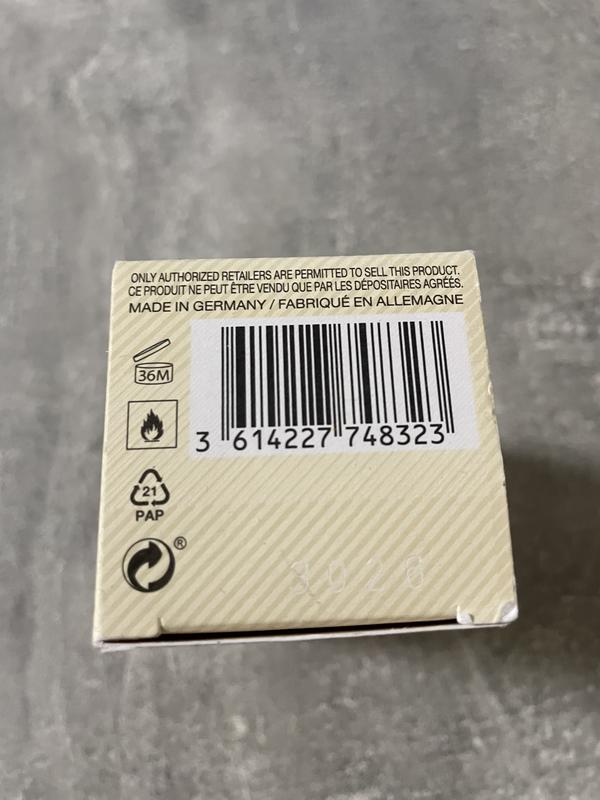 ONLY AUTHORIZED RETAILERS ARE PERMITTED TO SELL THIS PRODUCT.
CE PRODUIT NE PEUT ÊTRE VENDU QUE PAR LES DÉPOSITAIRES AGRÉÉS.
MADE IN GERMANY / FABRIQUÉ EN ALLEMAGNE
36M
3 614227 748323
21
PAP
®
3026